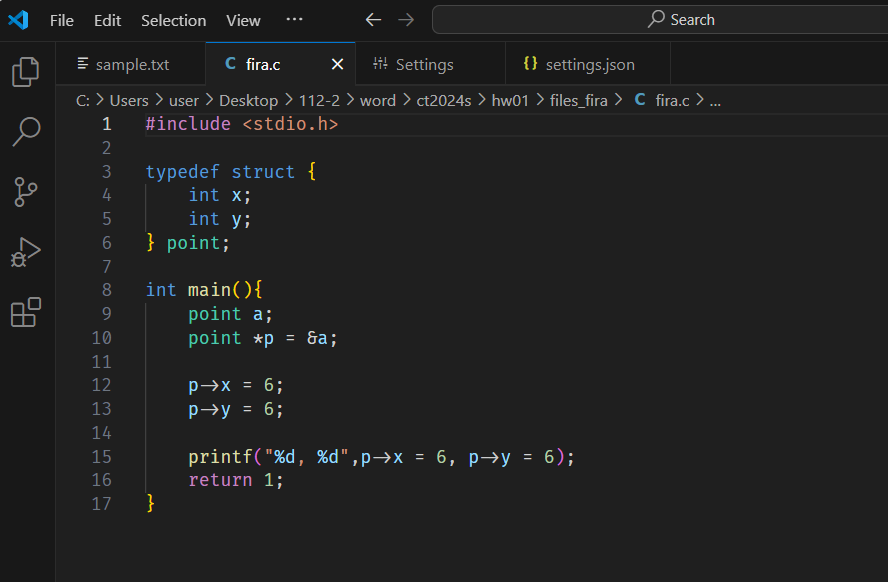 File Edit Selection View ··· ← → Search
sample.txt C fira.c × Settings {} settings.json
C: > Users > user > Desktop > 112-2 > word > ct2024s > hw01 > files_fira > C fira.c > ...
1 #include <stdio.h>
2
3 typedef struct {
4 int x;
5 int y;
6 } point;
7
8 int main(){
9 point a;
10 point *p = &a;
11
12 p->x = 6;
13 p->y = 6;
14
15 printf("%d, %d",p->x = 6, p->y = 6);
16 return 1;
17 }